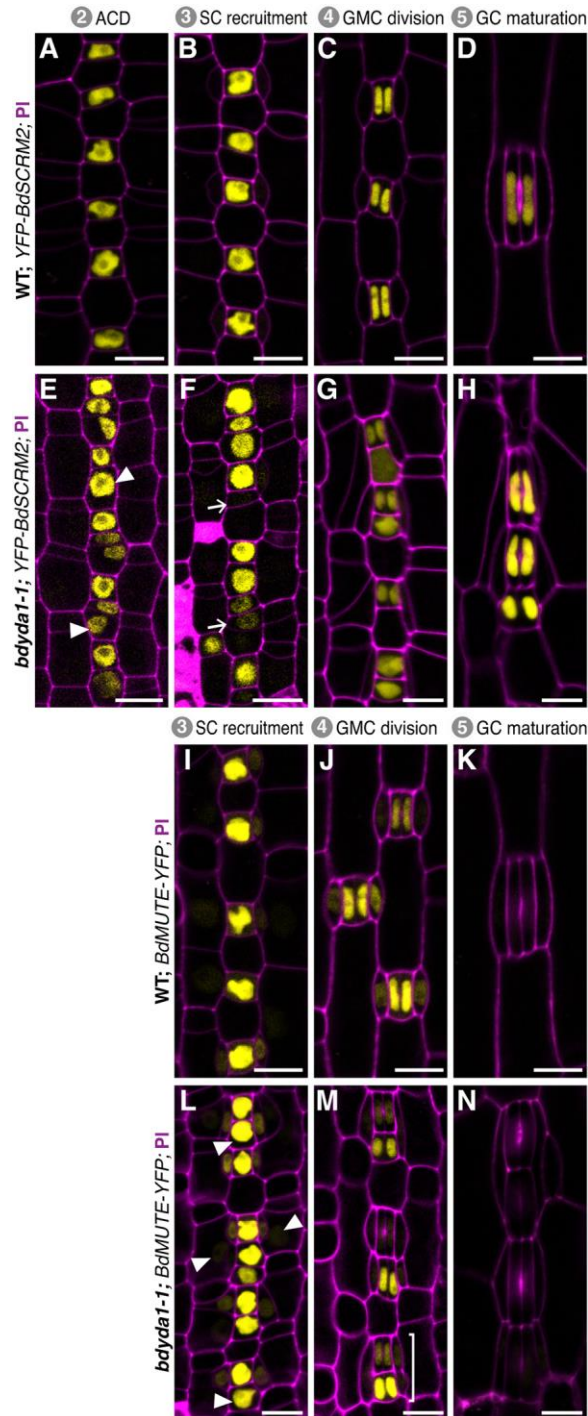 2 ACD 3 SC recruitment 4 GMC division 5 GC maturation
A B C D
WT; YFP-BdSCRM2; PI
E F G H
bdyda1-1; YFP-BdSCRM2; PI
3 SC recruitment 4 GMC division 5 GC maturation
I J K
WT; BdMUTE-YFP; PI
L M N
bdyda1-1; BdMUTE-YFP; PI